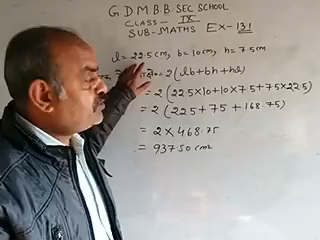 G D M B B SEC SCHOOL
CLASS- IX
SUB-MATHS EX-13.1
l = 22.5 cm, b = 10 cm, h = 7.5 cm
= 2 (lb+bh+hl)
= 2 (22.5×10+10×7.5+7.5×22.5)
= 2 (225+75+168.75)
= 2 × 468.75
= 937.50 cm